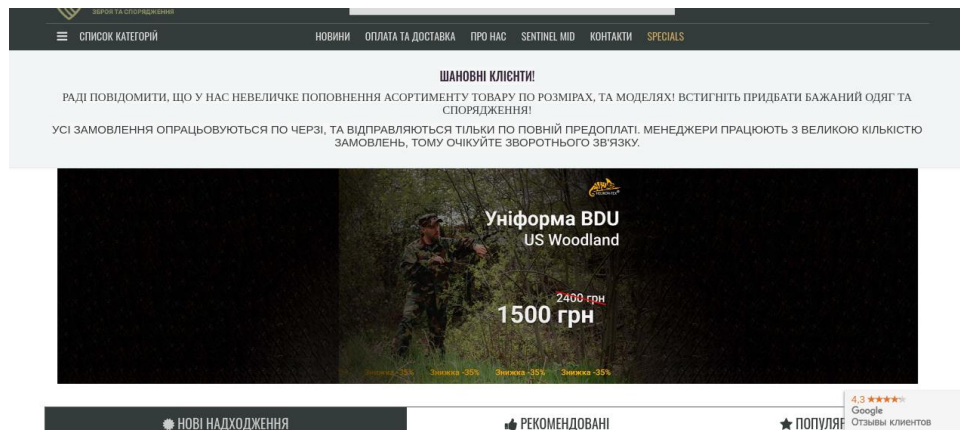 ЗБРОЯ ТА СПОРЯДЖЕННЯ
СПИСОК КАТЕГОРІЙ
НОВИНИ ОПЛАТА ТА ДОСТАВКА ПРО НАС SENTINEL MID КОНТАКТИ SPECIALS
ШАНОВНІ КЛІЄНТИ!
РАДІ ПОВІДОМИТИ, ЩО У НАС НЕВЕЛИЧКЕ ПОПОВНЕННЯ АСОРТИМЕНТУ ТОВАРУ ПО РОЗМІРАХ, ТА МОДЕЛЯХ! ВСТИГНІТЬ ПРИДБАТИ БАЖАНИЙ ОДЯГ ТА
СПОРЯДЖЕННЯ!
УСІ ЗАМОВЛЕННЯ ОПРАЦЬОВУЮТЬСЯ ПО ЧЕРЗІ, ТА ВІДПРАВЛЯЮТЬСЯ ТІЛЬКИ ПО ПОВНІЙ ПРЕДОПЛАТІ. МЕНЕДЖЕРИ ПРАЦЮЮТЬ З ВЕЛИКОЮ КІЛЬКІСТЮ
ЗАМОВЛЕНЬ, ТОМУ ОЧІКУЙТЕ ЗВОРОТНЬОГО ЗВ'ЯЗКУ.
Уніформа BDU
US Woodland
2400 грн
1500 грн
Знижка -35% Знижка -35% Знижка -35% Знижка -35%
НОВІ НАДХОДЖЕННЯ
РЕКОМЕНДОВАНІ
ПОПУЛЯР
4,3
Google
Отзывы клиентов